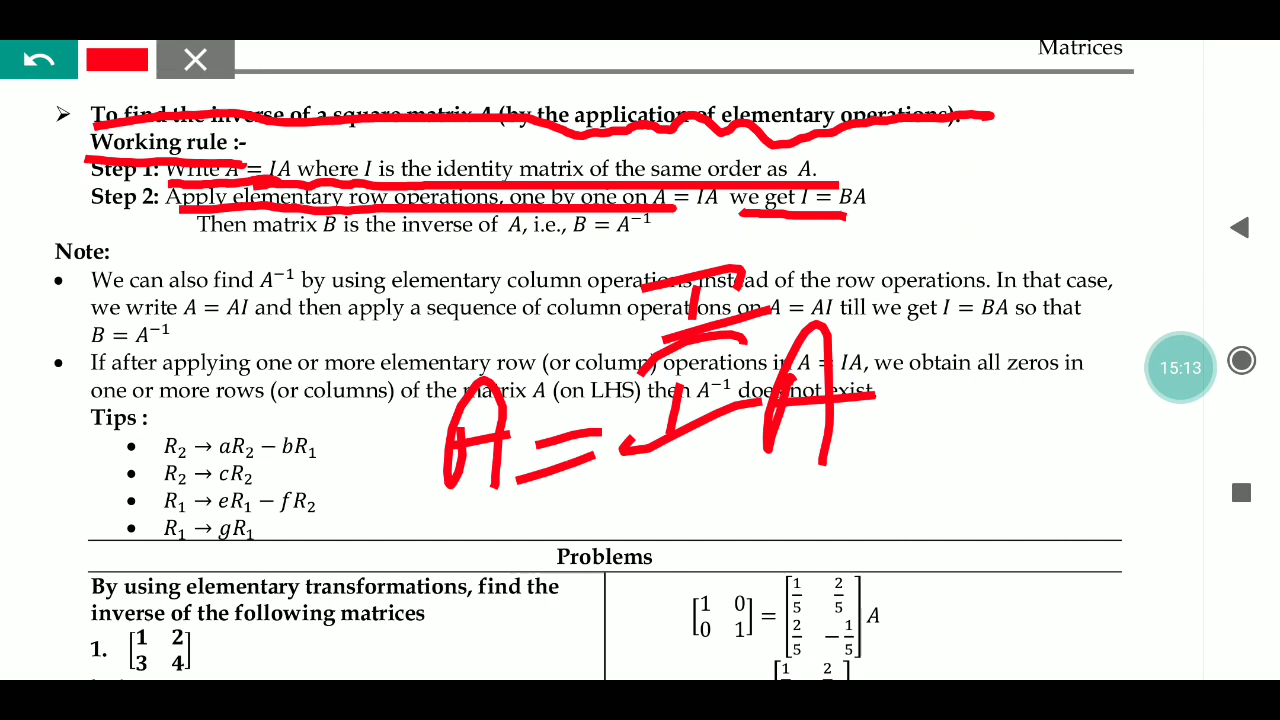 Matrices
➢ To find the inverse of a square matrix A (by the application of elementary operations).
Working rule :-
Step 1: Write A = IA where I is the identity matrix of the same order as A.
Step 2: Apply elementary row operations, one by one on A = IA we get I = BA
Then matrix B is the inverse of A, i.e., B = A⁻¹
Note:
• We can also find A⁻¹ by using elementary column operations instead of the row operations. In that case,
we write A = AI and then apply a sequence of column operations on A = AI till we get I = BA so that
B = A⁻¹
• If after applying one or more elementary row (or column) operations in A = IA, we obtain all zeros in
one or more rows (or columns) of the matrix A (on LHS) then A⁻¹ does not exist.
A = IA
I
Tips :
• R₂ → aR₂ − bR₁
• R₂ → cR₂
• R₁ → eR₁ − fR₂
• R₁ → gR₁
15:13
Problems
By using elementary transformations, find the
inverse of the following matrices
1. [1 2
3 4]
[1 0
0 1] = [1/5 2/5
2/5 −1/5] A
[1 2